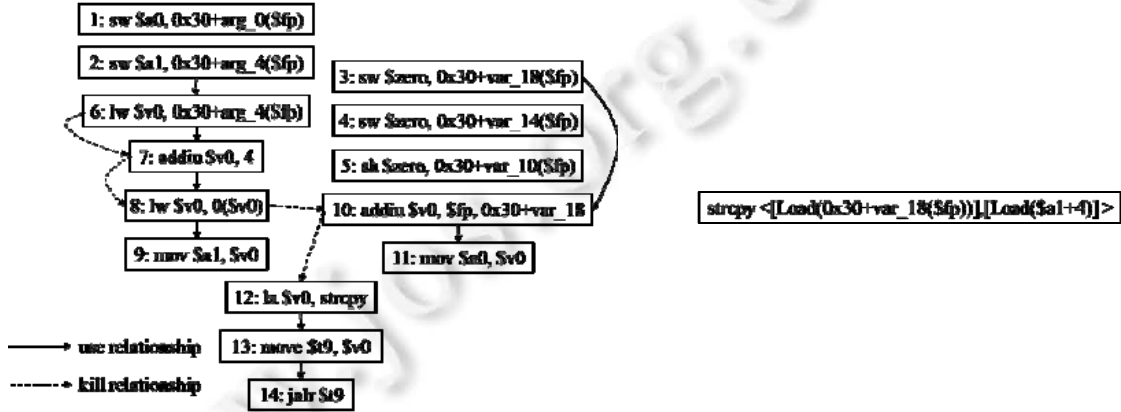 1: sw $a0, 0x30+arg_0($fp)
2: sw $a1, 0x30+arg_4($fp)
3: sw $zero, 0x30+var_18($fp)
6: lw $v0, 0x30+arg_4($fp)
4: sw $zero, 0x30+var_14($fp)
7: addiu $v0, 4
5: sh $zero, 0x30+var_10($fp)
8: lw $v0, 0($v0)
10: addiu $v0, $fp, 0x30+var_18
strcpy <[Load(0x30+var_18($fp))],[Load($a1+4)]>
9: mov $a1, $v0
11: mov $a0, $v0
12: la $v0, strcpy
use relationship
13: move $t9, $v0
kill relationship
14: jalr $t9